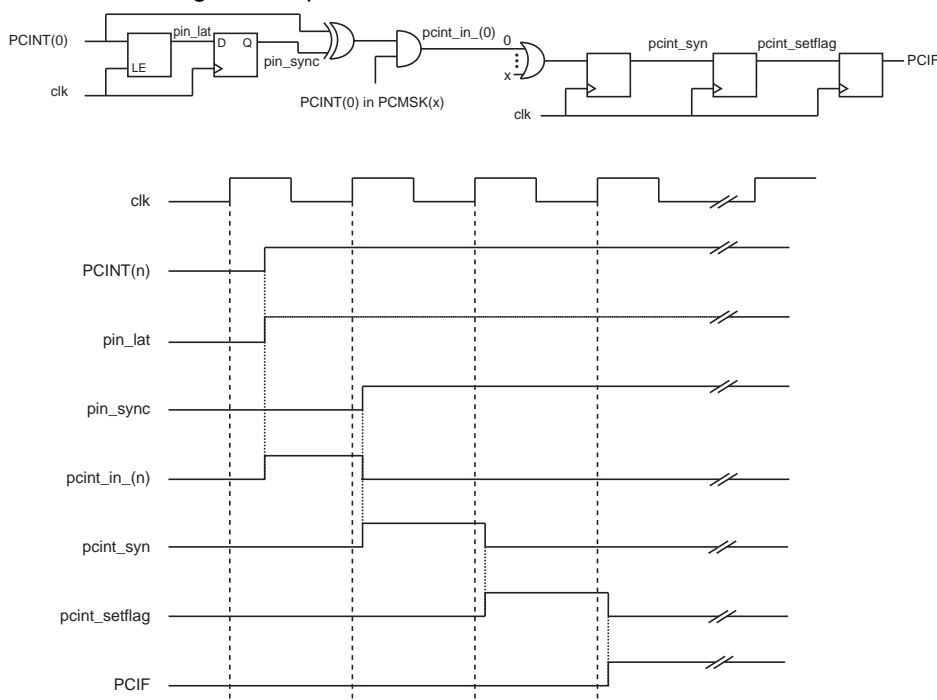 PCINT(0)
pin_lat
D Q
LE
clk
pin_sync
pcint_in_(0)
0
x
PCINT(0) in PCMSK(x)
clk
pcint_syn
pcint_setflag
PCIF
clk
PCINT(n)
pin_lat
pin_sync
pcint_in_(n)
pcint_syn
pcint_setflag
PCIF